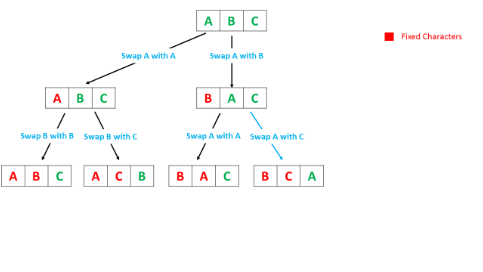 A B C
Fixed Characters
Swap A with A
Swap A with B
A B C
B A C
Swap B with B
Swap B with C
Swap A with A
Swap A with C
A B C
A C B
B A C
B C A